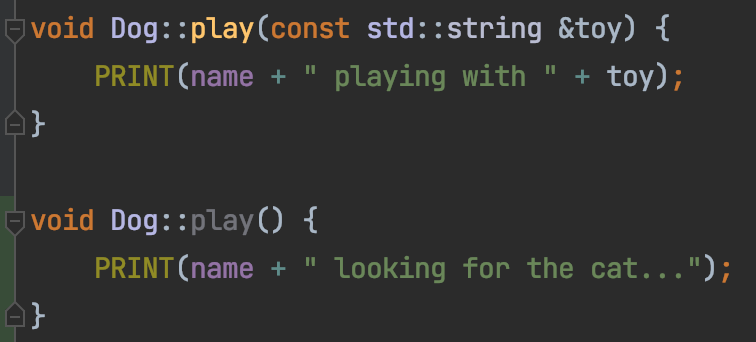 void Dog::play(const std::string &toy) {
    PRINT(name + " playing with " + toy);
}

void Dog::play() {
    PRINT(name + " looking for the cat...");
}